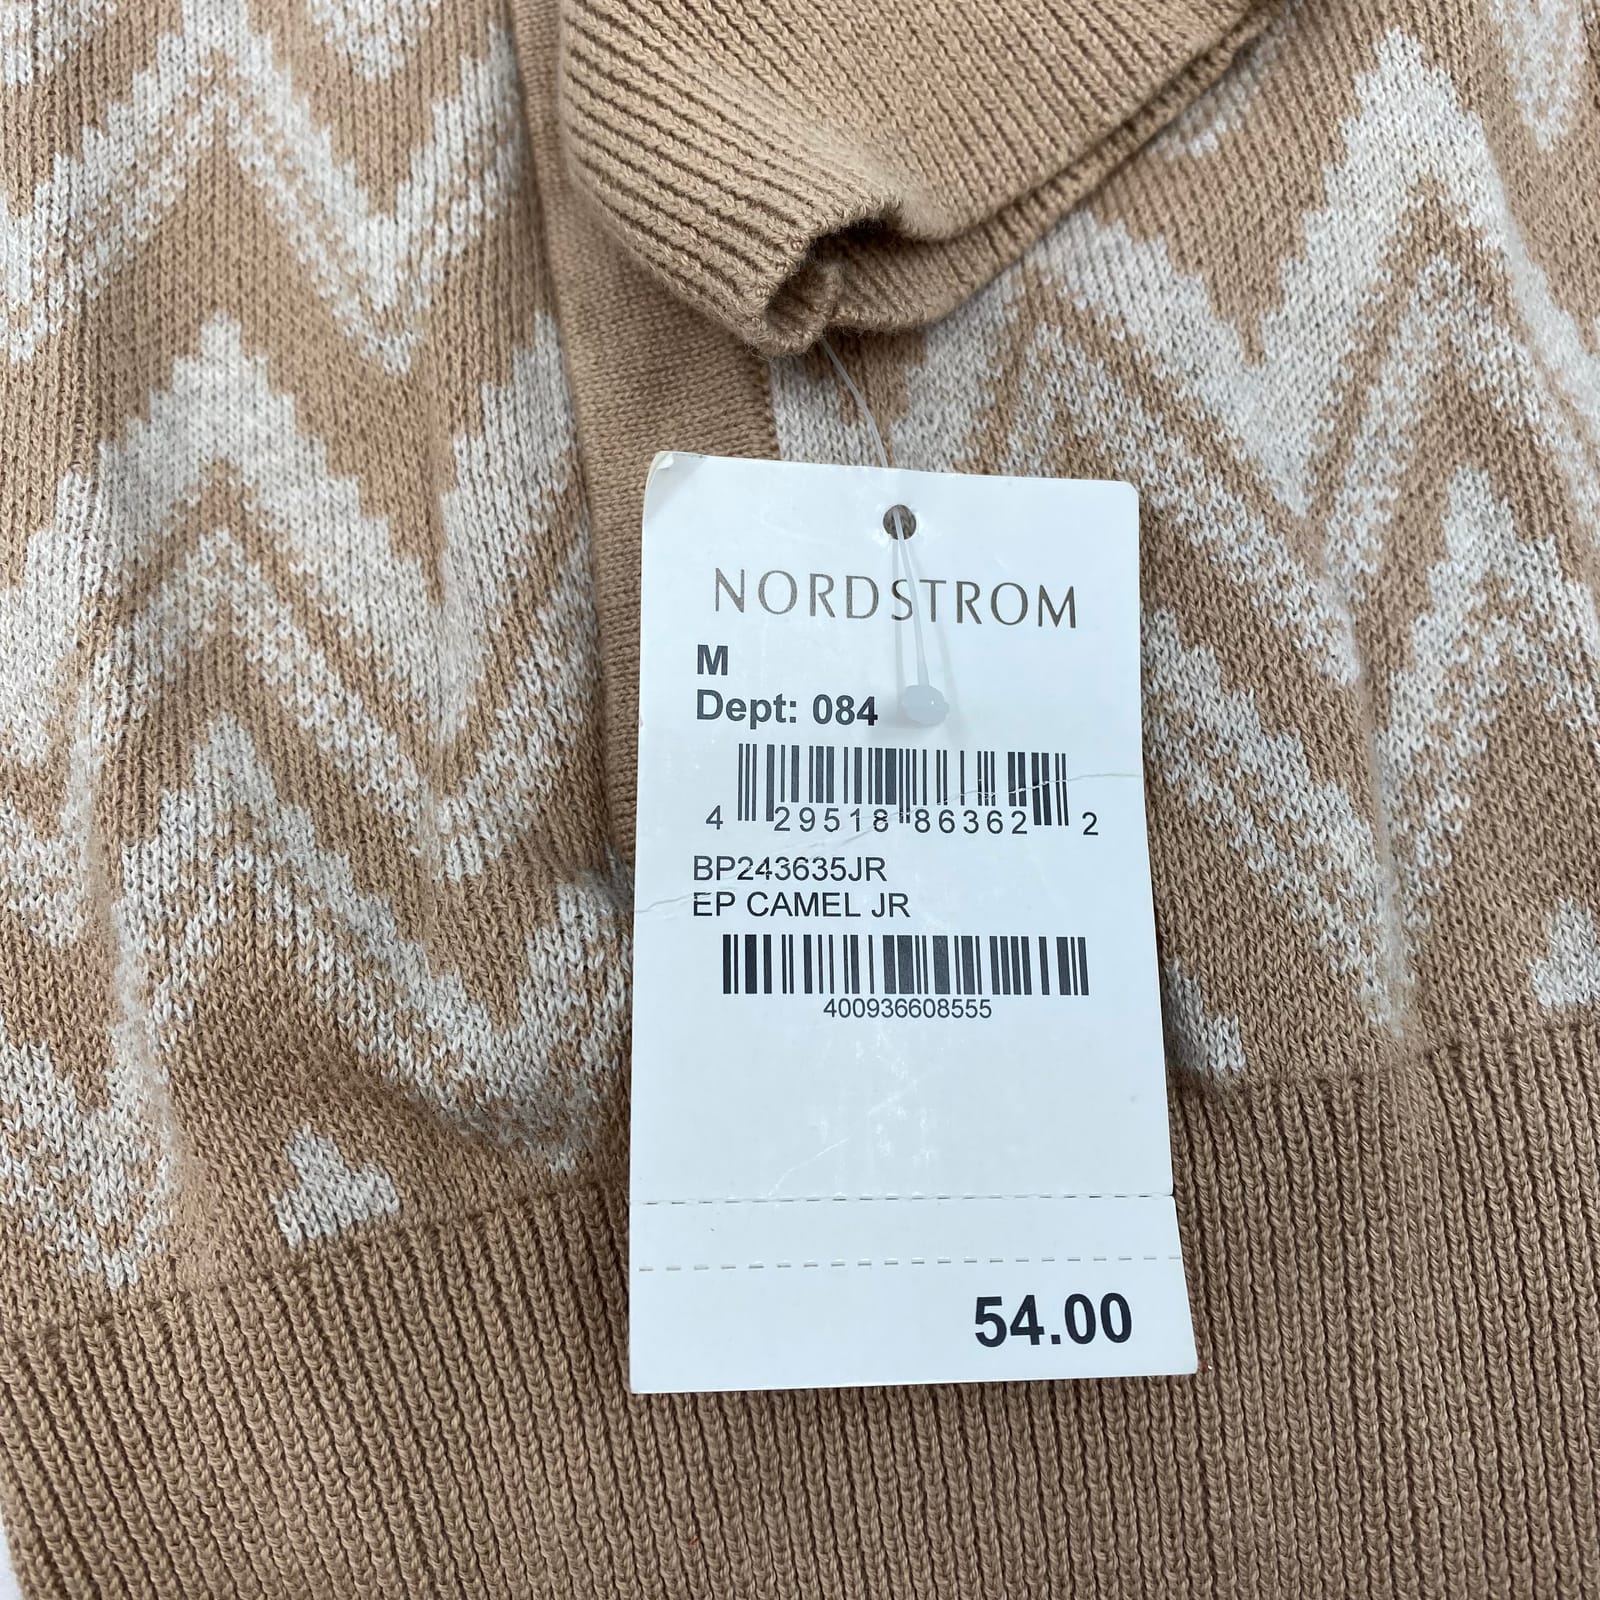 NORDSTROM
M
Dept: 084
4 29518 86362 2
BP243635JR
EP CAMEL JR
400936608555
54.00